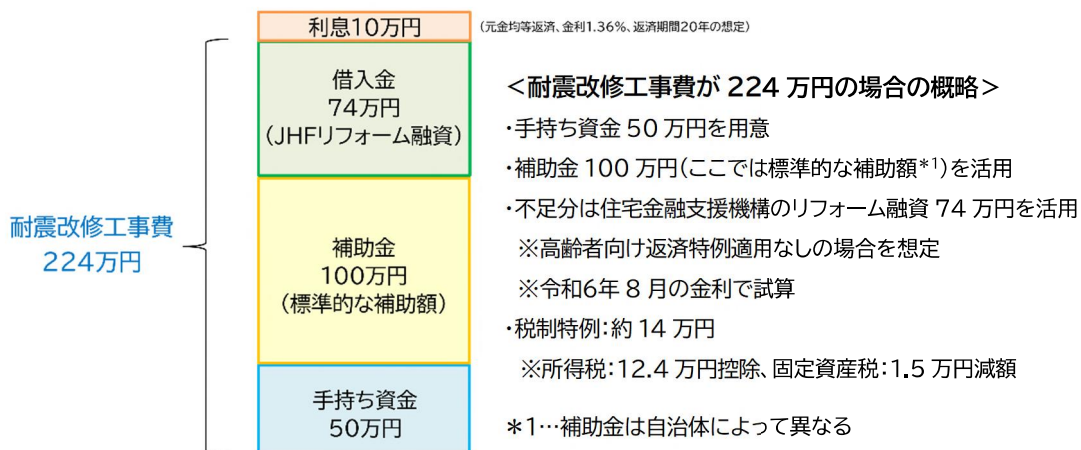 利息10万円
(元金均等返済、金利1.36%、返済期間20年の想定)
借入金
74万円
(JHFリフォーム融資)
耐震改修工事費
224万円
補助金
100万円
(標準的な補助額)
手持ち資金
50万円
<耐震改修工事費が 224 万円の場合の概略>
・手持ち資金 50 万円を用意
・補助金 100 万円(ここでは標準的な補助額*1)を活用
・不足分は住宅金融支援機構のリフォーム融資 74 万円を活用
※高齢者向け返済特例適用なしの場合を想定
※令和6年 8 月の金利で試算
・税制特例:約 14 万円
※所得税:12.4 万円控除、固定資産税:1.5 万円減額
*1…補助金は自治体によって異なる